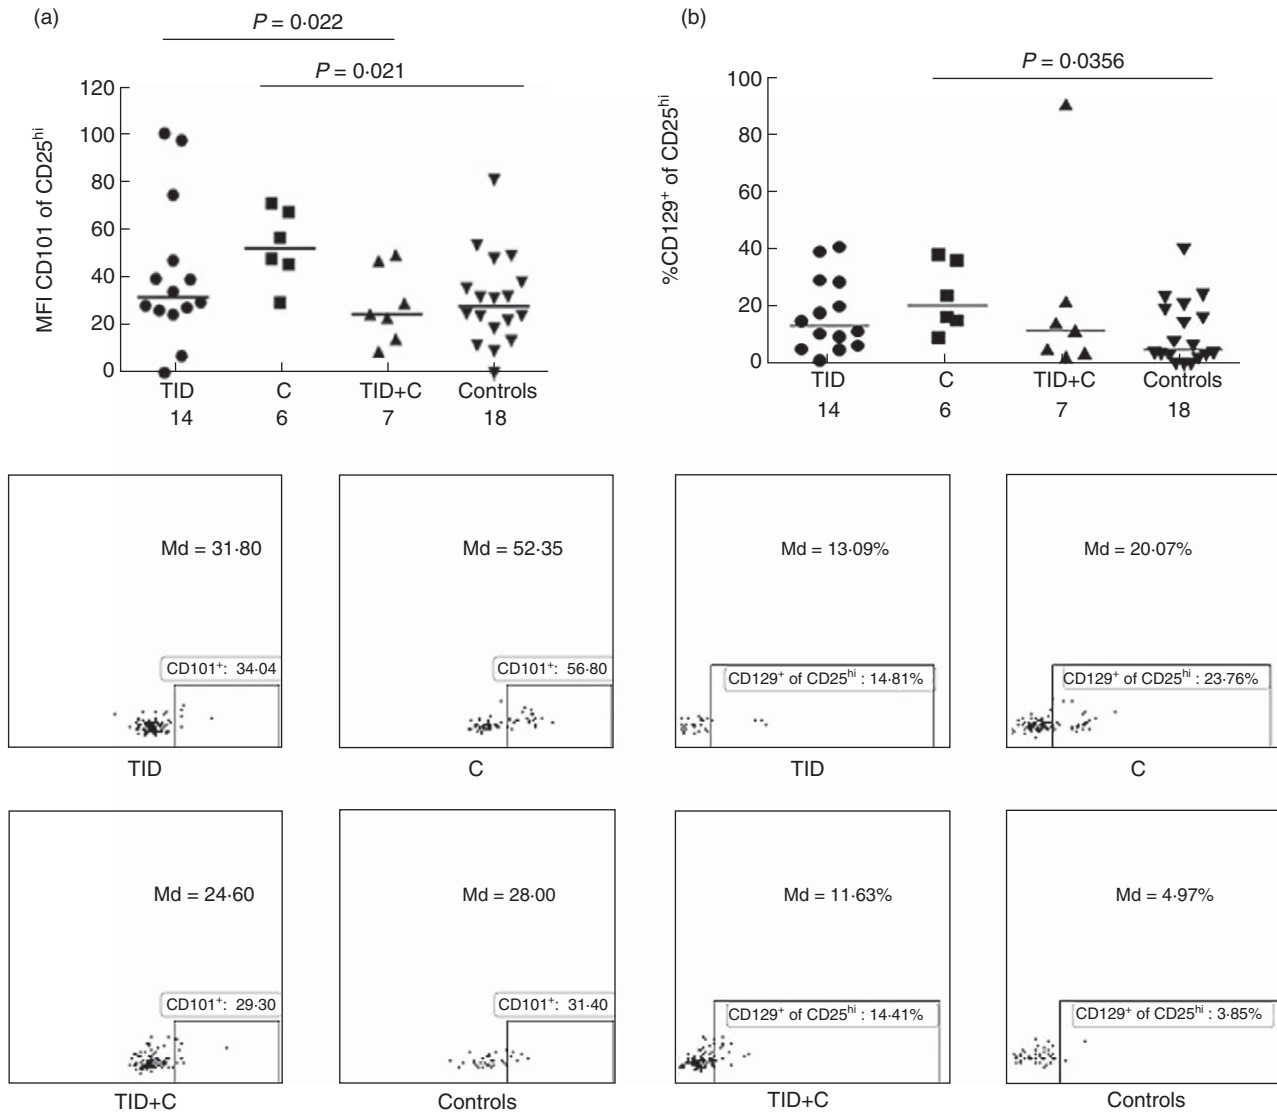 (a)
P = 0·022
P = 0·021
MFI CD101 of CD25hi
120
100
80
60
40
20
0
TID C TID+C Controls
14 6 7 18
(b)
P = 0·0356
%CD129+ of CD25hi
100
80
60
40
20
0
TID C TID+C Controls
14 6 7 18
Md = 31·80
CD101+: 34·04
TID
Md = 52·35
CD101+: 56·80
C
Md = 13·09%
CD129+ of CD25hi : 14·81%
TID
Md = 20·07%
CD129+ of CD25hi : 23·76%
C
Md = 24·60
CD101+: 29·30
TID+C
Md = 28·00
CD101+: 31·40
Controls
Md = 11·63%
CD129+ of CD25hi : 14·41%
TID+C
Md = 4·97%
CD129+ of CD25hi : 3·85%
Controls